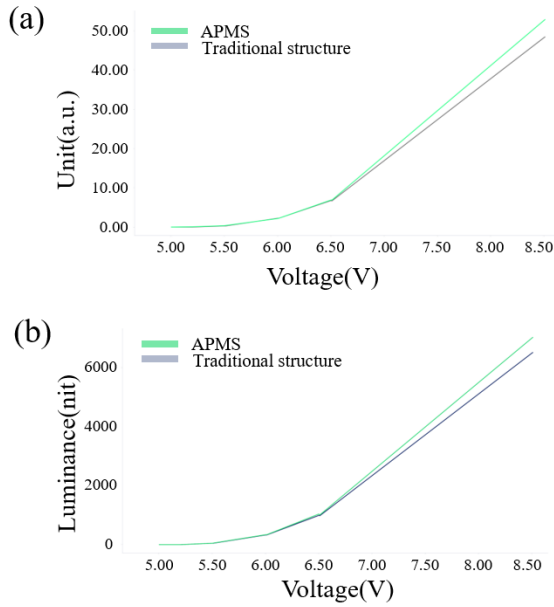 (a)
APMS
Traditional structure
Unit(a.u.)
50.00
40.00
30.00
20.00
10.00
0.00
5.00 5.50 6.00 6.50 7.00 7.50 8.00 8.50
Voltage(V)
(b)
APMS
Traditional structure
Luminance(nit)
6000
4000
2000
0
5.00 5.50 6.00 6.50 7.00 7.50 8.00 8.50
Voltage(V)